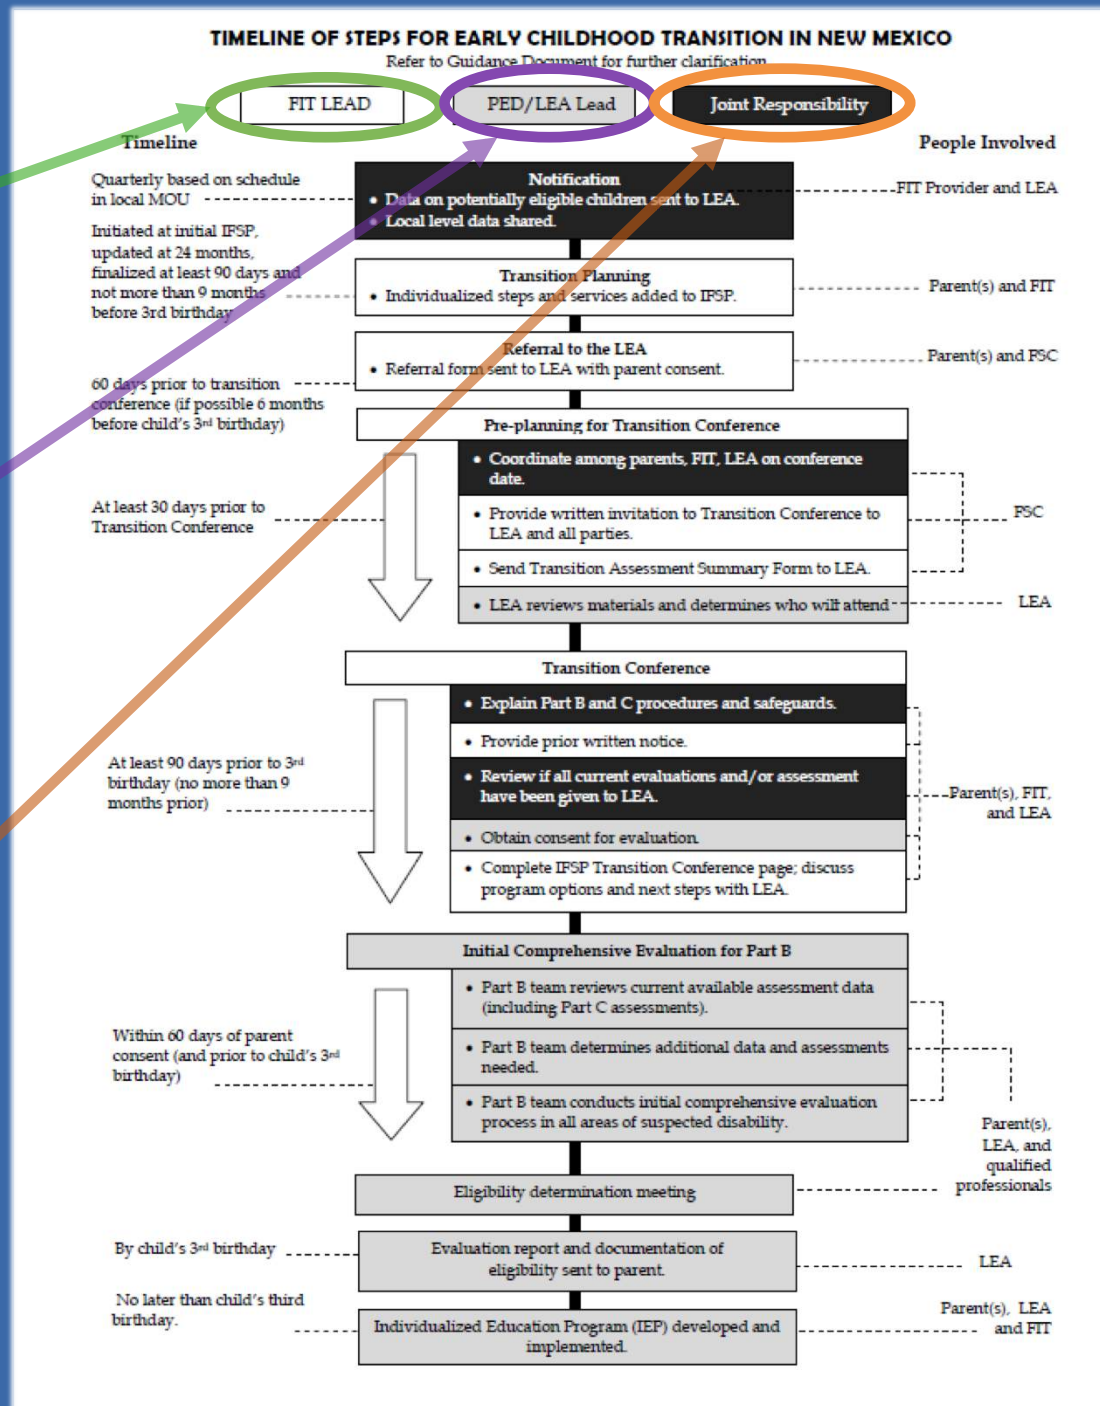 TIMELINE OF STEPS FOR EARLY CHILDHOOD TRANSITION IN NEW MEXICO
Refer to Guidance Document for further clarification
FIT LEAD
PED/LEA Lead
Joint Responsibility
Timeline
People Involved
Quarterly based on schedule
in local MOU
Notification
• Data on potentially eligible children sent to LEA.
• Local level data shared.
FIT Provider and LEA
Initiated at initial IFSP,
updated at 24 months,
finalized at least 90 days and
not more than 9 months
before 3rd birthday
Transition Planning
• Individualized steps and services added to IFSP.
Parent(s) and FIT
Referral to the LEA
• Referral form sent to LEA with parent consent.
Parent(s) and FSC
60 days prior to transition
conference (if possible 6 months
before child's 3rd birthday)
Pre-planning for Transition Conference
• Coordinate among parents, FIT, LEA on conference
date.
At least 30 days prior to
Transition Conference
• Provide written invitation to Transition Conference to
LEA and all parties.
FSC
• Send Transition Assessment Summary Form to LEA.
• LEA reviews materials and determines who will attend
LEA
Transition Conference
• Explain Part B and C procedures and safeguards.
• Provide prior written notice.
At least 90 days prior to 3rd
birthday (no more than 9
months prior)
• Review if all current evaluations and/or assessment
have been given to LEA.
Parent(s), FIT,
and LEA
• Obtain consent for evaluation.
• Complete IFSP Transition Conference page; discuss
program options and next steps with LEA.
Initial Comprehensive Evaluation for Part B
• Part B team reviews current available assessment data
(including Part C assessments).
Within 60 days of parent
consent (and prior to child's 3rd
birthday)
• Part B team determines additional data and assessments
needed.
• Part B team conducts initial comprehensive evaluation
process in all areas of suspected disability.
Parent(s),
LEA, and
qualified
professionals
Eligibility determination meeting
By child's 3rd birthday
Evaluation report and documentation of
eligibility sent to parent.
LEA
No later than child's third
birthday.
Individualized Education Program (IEP) developed and
implemented.
Parent(s), LEA
and FIT